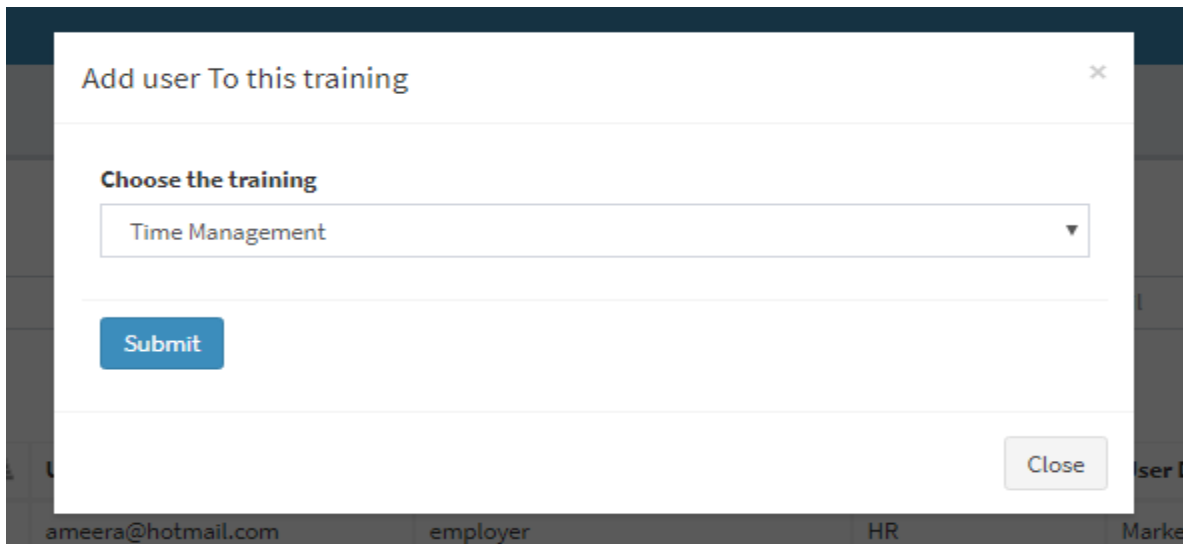 Add user To this training ×
Choose the training
Time Management
Submit
Close
ameera@hotmail.com employer HR